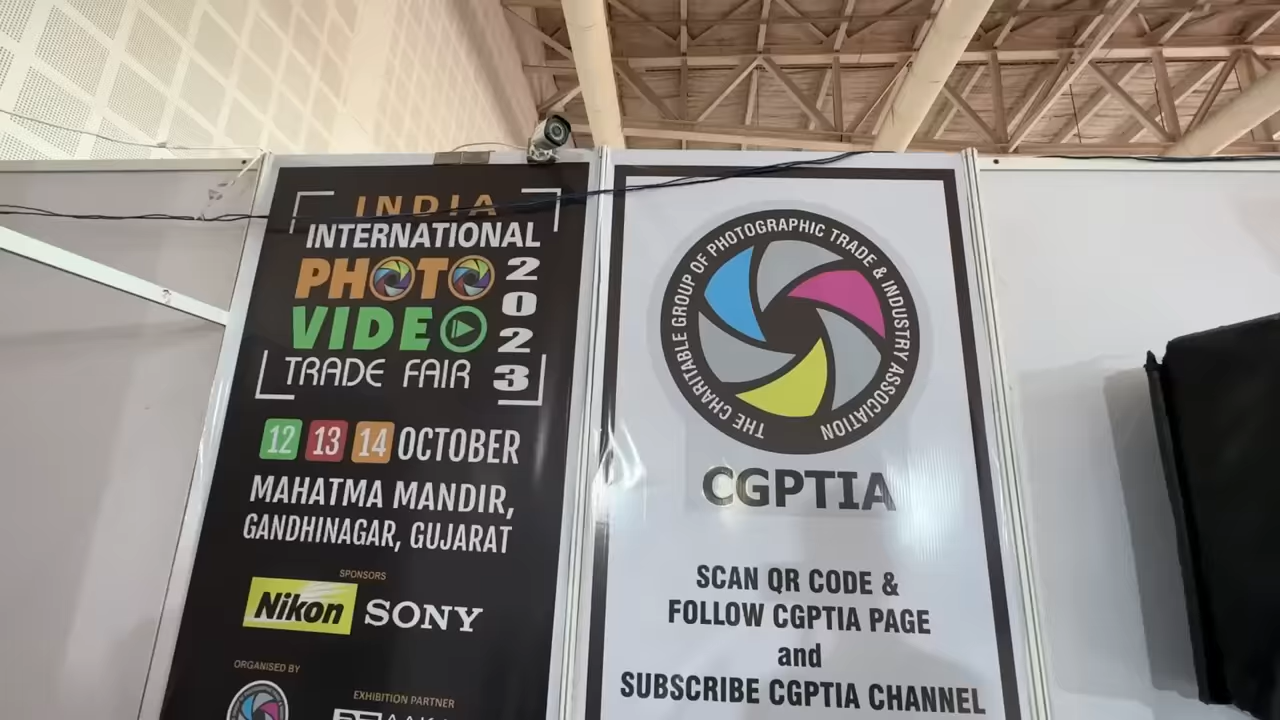 INDIA
INTERNATIONAL
PHOTO
VIDEO
2023
TRADE FAIR
12 13 14 OCTOBER
MAHATMA MANDIR,
GANDHINAGAR, GUJARAT
SPONSORS
Nikon SONY
ORGANISED BY
EXHIBITION PARTNER
THE CHARITABLE GROUP OF PHOTOGRAPHIC TRADE & INDUSTRY ASSOCIATION
CGPTIA
SCAN QR CODE &
FOLLOW CGPTIA PAGE
and
SUBSCRIBE CGPTIA CHANNEL